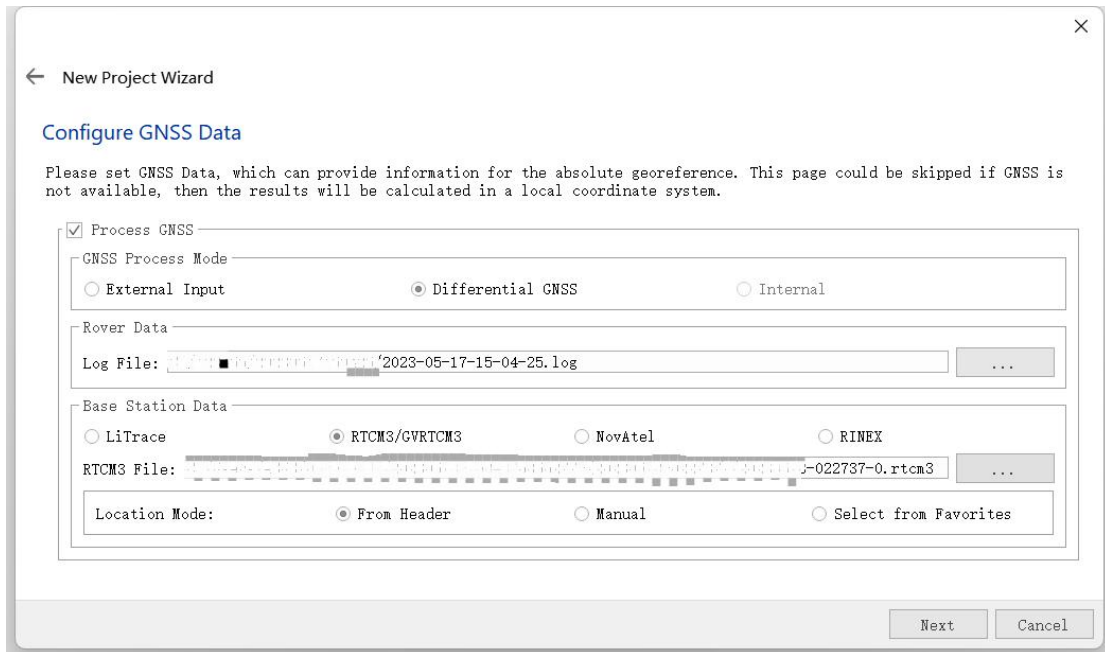 New Project Wizard
Configure GNSS Data
Please set GNSS Data, which can provide information for the absolute georeference. This page could be skipped if GNSS is
not available, then the results will be calculated in a local coordinate system.
Process GNSS
GNSS Process Mode
External Input Differential GNSS Internal
Rover Data
Log File: /2023-05-17-15-04-25.log ...
Base Station Data
LiTrace RTCM3/GVRTCM3 NovAtel RINEX
RTCM3 File: -022737-0.rtcm3 ...
Location Mode: From Header Manual Select from Favorites
Next Cancel